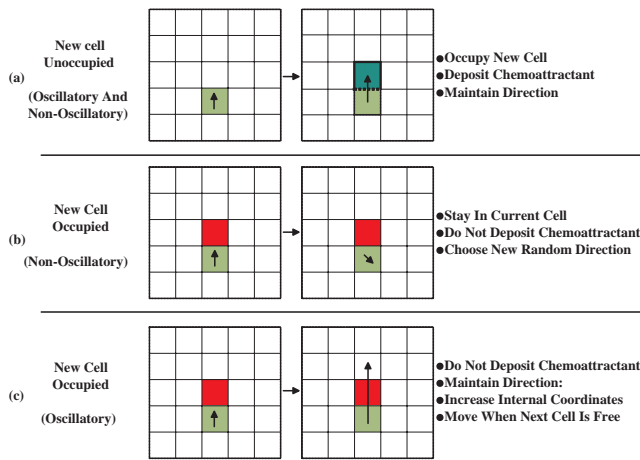 New cell
Unoccupied
(a)
(Oscillatory And
Non-Oscillatory)
●Occupy New Cell
●Deposit Chemoattractant
●Maintain Direction
New Cell
Occupied
(b)
(Non-Oscillatory)
●Stay In Current Cell
●Do Not Deposit Chemoattractant
●Choose New Random Direction
New Cell
Occupied
(c)
(Oscillatory)
●Do Not Deposit Chemoattractant
●Maintain Direction:
●Increase Internal Coordinates
●Move When Next Cell Is Free